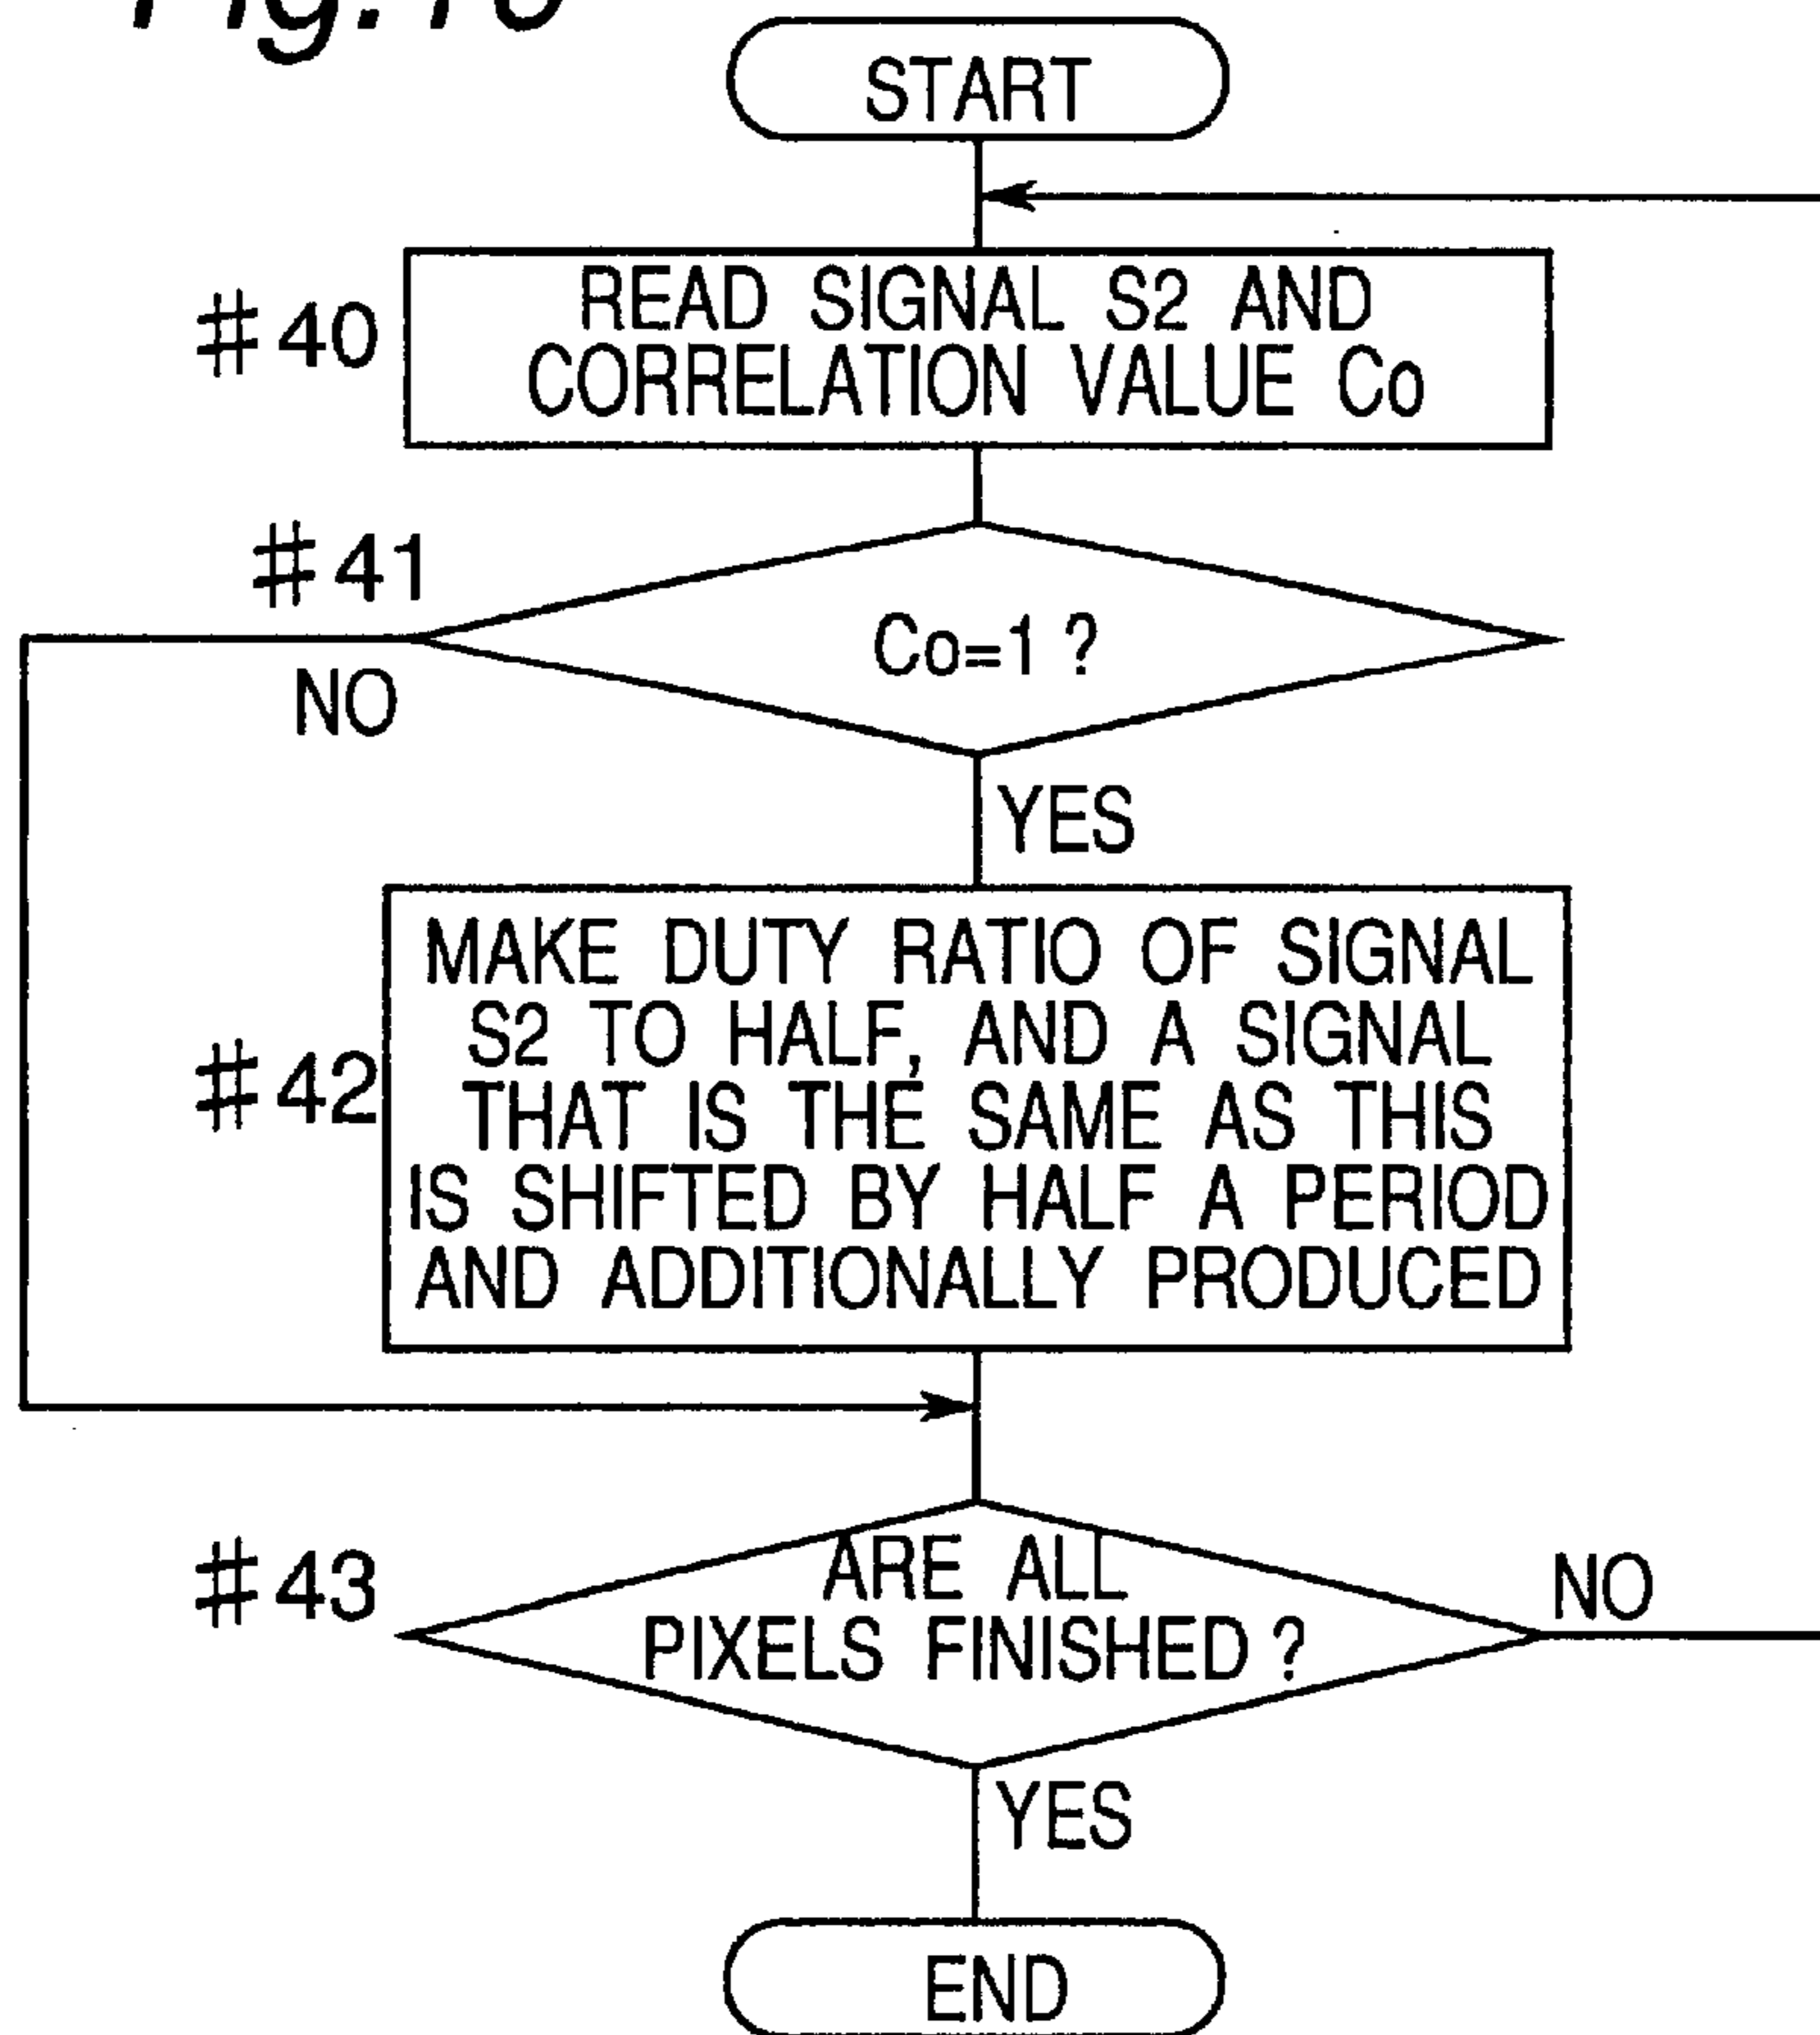 START
#40
READ SIGNAL S2 AND
CORRELATION VALUE Co
#41
Co=1 ?
NO
YES
#42
MAKE DUTY RATIO OF SIGNAL
S2 TO HALF, AND A SIGNAL
THAT IS THE SAME AS THIS
IS SHIFTED BY HALF A PERIOD
AND ADDITIONALLY PRODUCED
#43
ARE ALL
PIXELS FINISHED ?
NO
YES
END